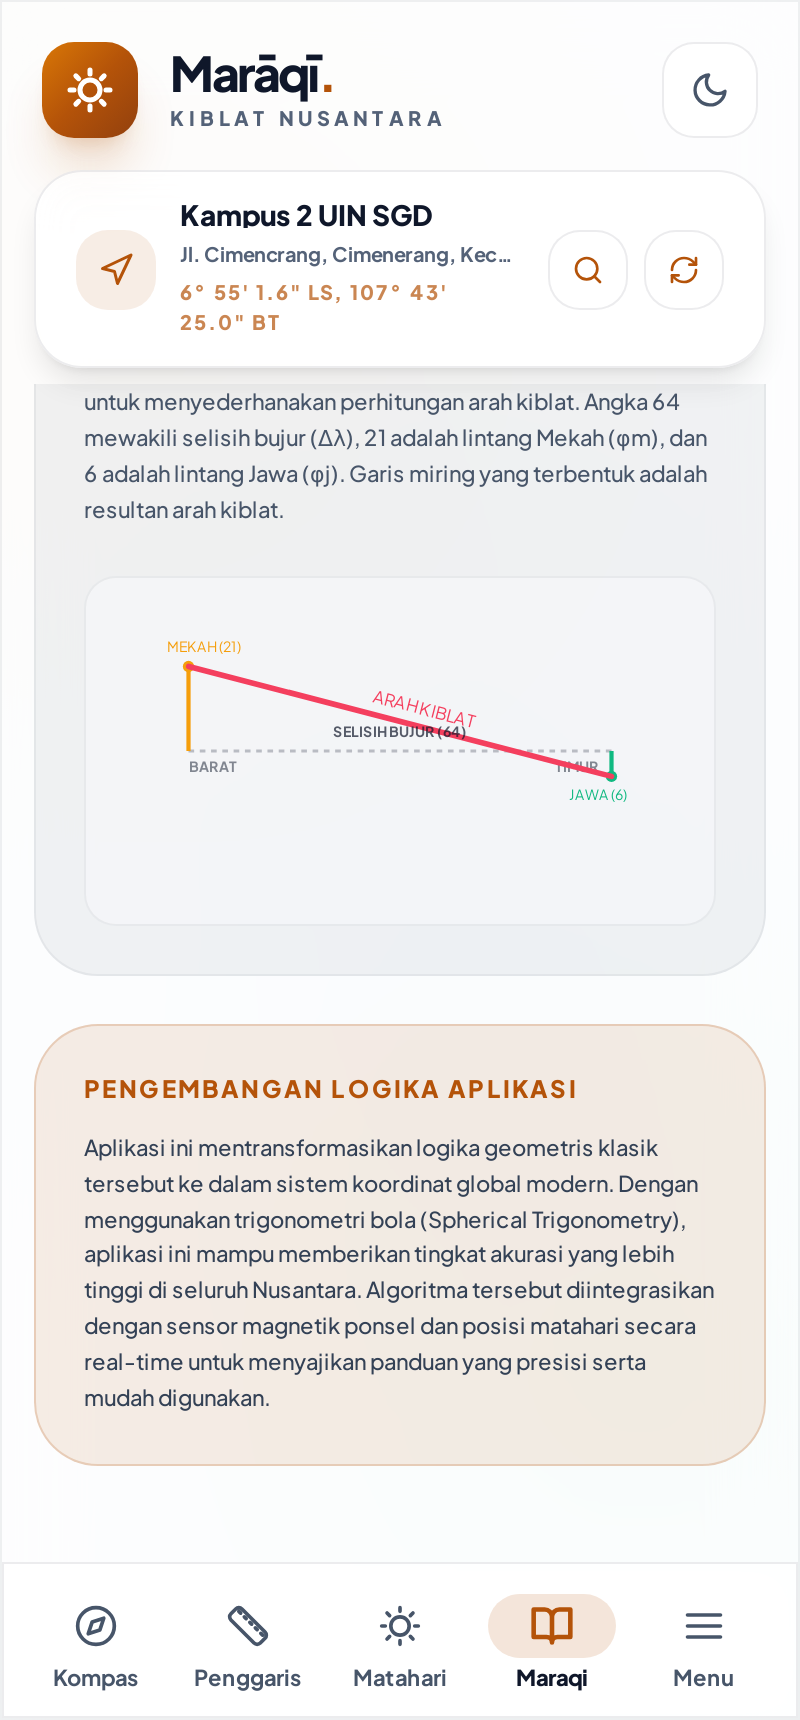 Marāqī.
KIBLAT NUSANTARA
Kampus 2 UIN SGD
Jl. Cimencrang, Cimenerang, Kec...
6° 55' 1.6" LS, 107° 43'
25.0" BT
untuk menyederhanakan perhitungan arah kiblat. Angka 64
mewakili selisih bujur (Δλ), 21 adalah lintang Mekah (φm), dan
6 adalah lintang Jawa (φj). Garis miring yang terbentuk adalah
resultan arah kiblat.
MEKAH (21)
ARAH KIBLAT
SELISIH BUJUR (64)
BARAT
TIMUR
JAWA (6)
PENGEMBANGAN LOGIKA APLIKASI
Aplikasi ini mentransformasikan logika geometris klasik
tersebut ke dalam sistem koordinat global modern. Dengan
menggunakan trigonometri bola (Spherical Trigonometry),
aplikasi ini mampu memberikan tingkat akurasi yang lebih
tinggi di seluruh Nusantara. Algoritma tersebut diintegrasikan
dengan sensor magnetik ponsel dan posisi matahari secara
real-time untuk menyajikan panduan yang presisi serta
mudah digunakan.
Kompas
Penggaris
Matahari
Maraqi
Menu